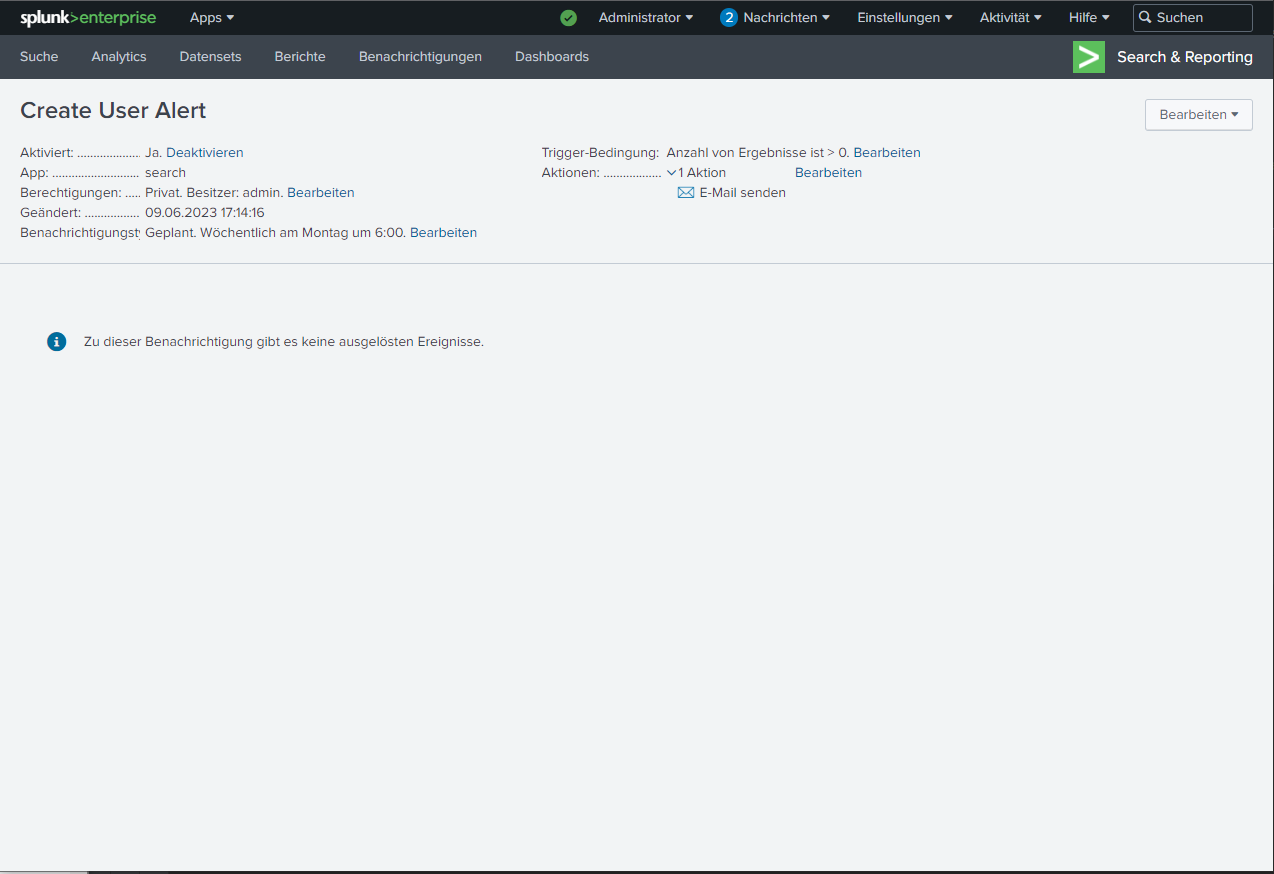 splunk>enterprise Apps Administrator 2 Nachrichten Einstellungen Aktivität Hilfe Suchen
Suche Analytics Datensets Berichte Benachrichtigungen Dashboards Search & Reporting
Create User Alert Bearbeiten
Aktiviert: ................... Ja. Deaktivieren
App: ........................... search
Berechtigungen: ..... Privat. Besitzer: admin. Bearbeiten
Geändert: ................. 09.06.2023 17:14:16
Benachrichtigungst Geplant. Wöchentlich am Montag um 6:00. Bearbeiten
Trigger-Bedingung: Anzahl von Ergebnisse ist > 0. Bearbeiten
Aktionen: .................. 1 Aktion Bearbeiten
E-Mail senden
Zu dieser Benachrichtigung gibt es keine ausgelösten Ereignisse.